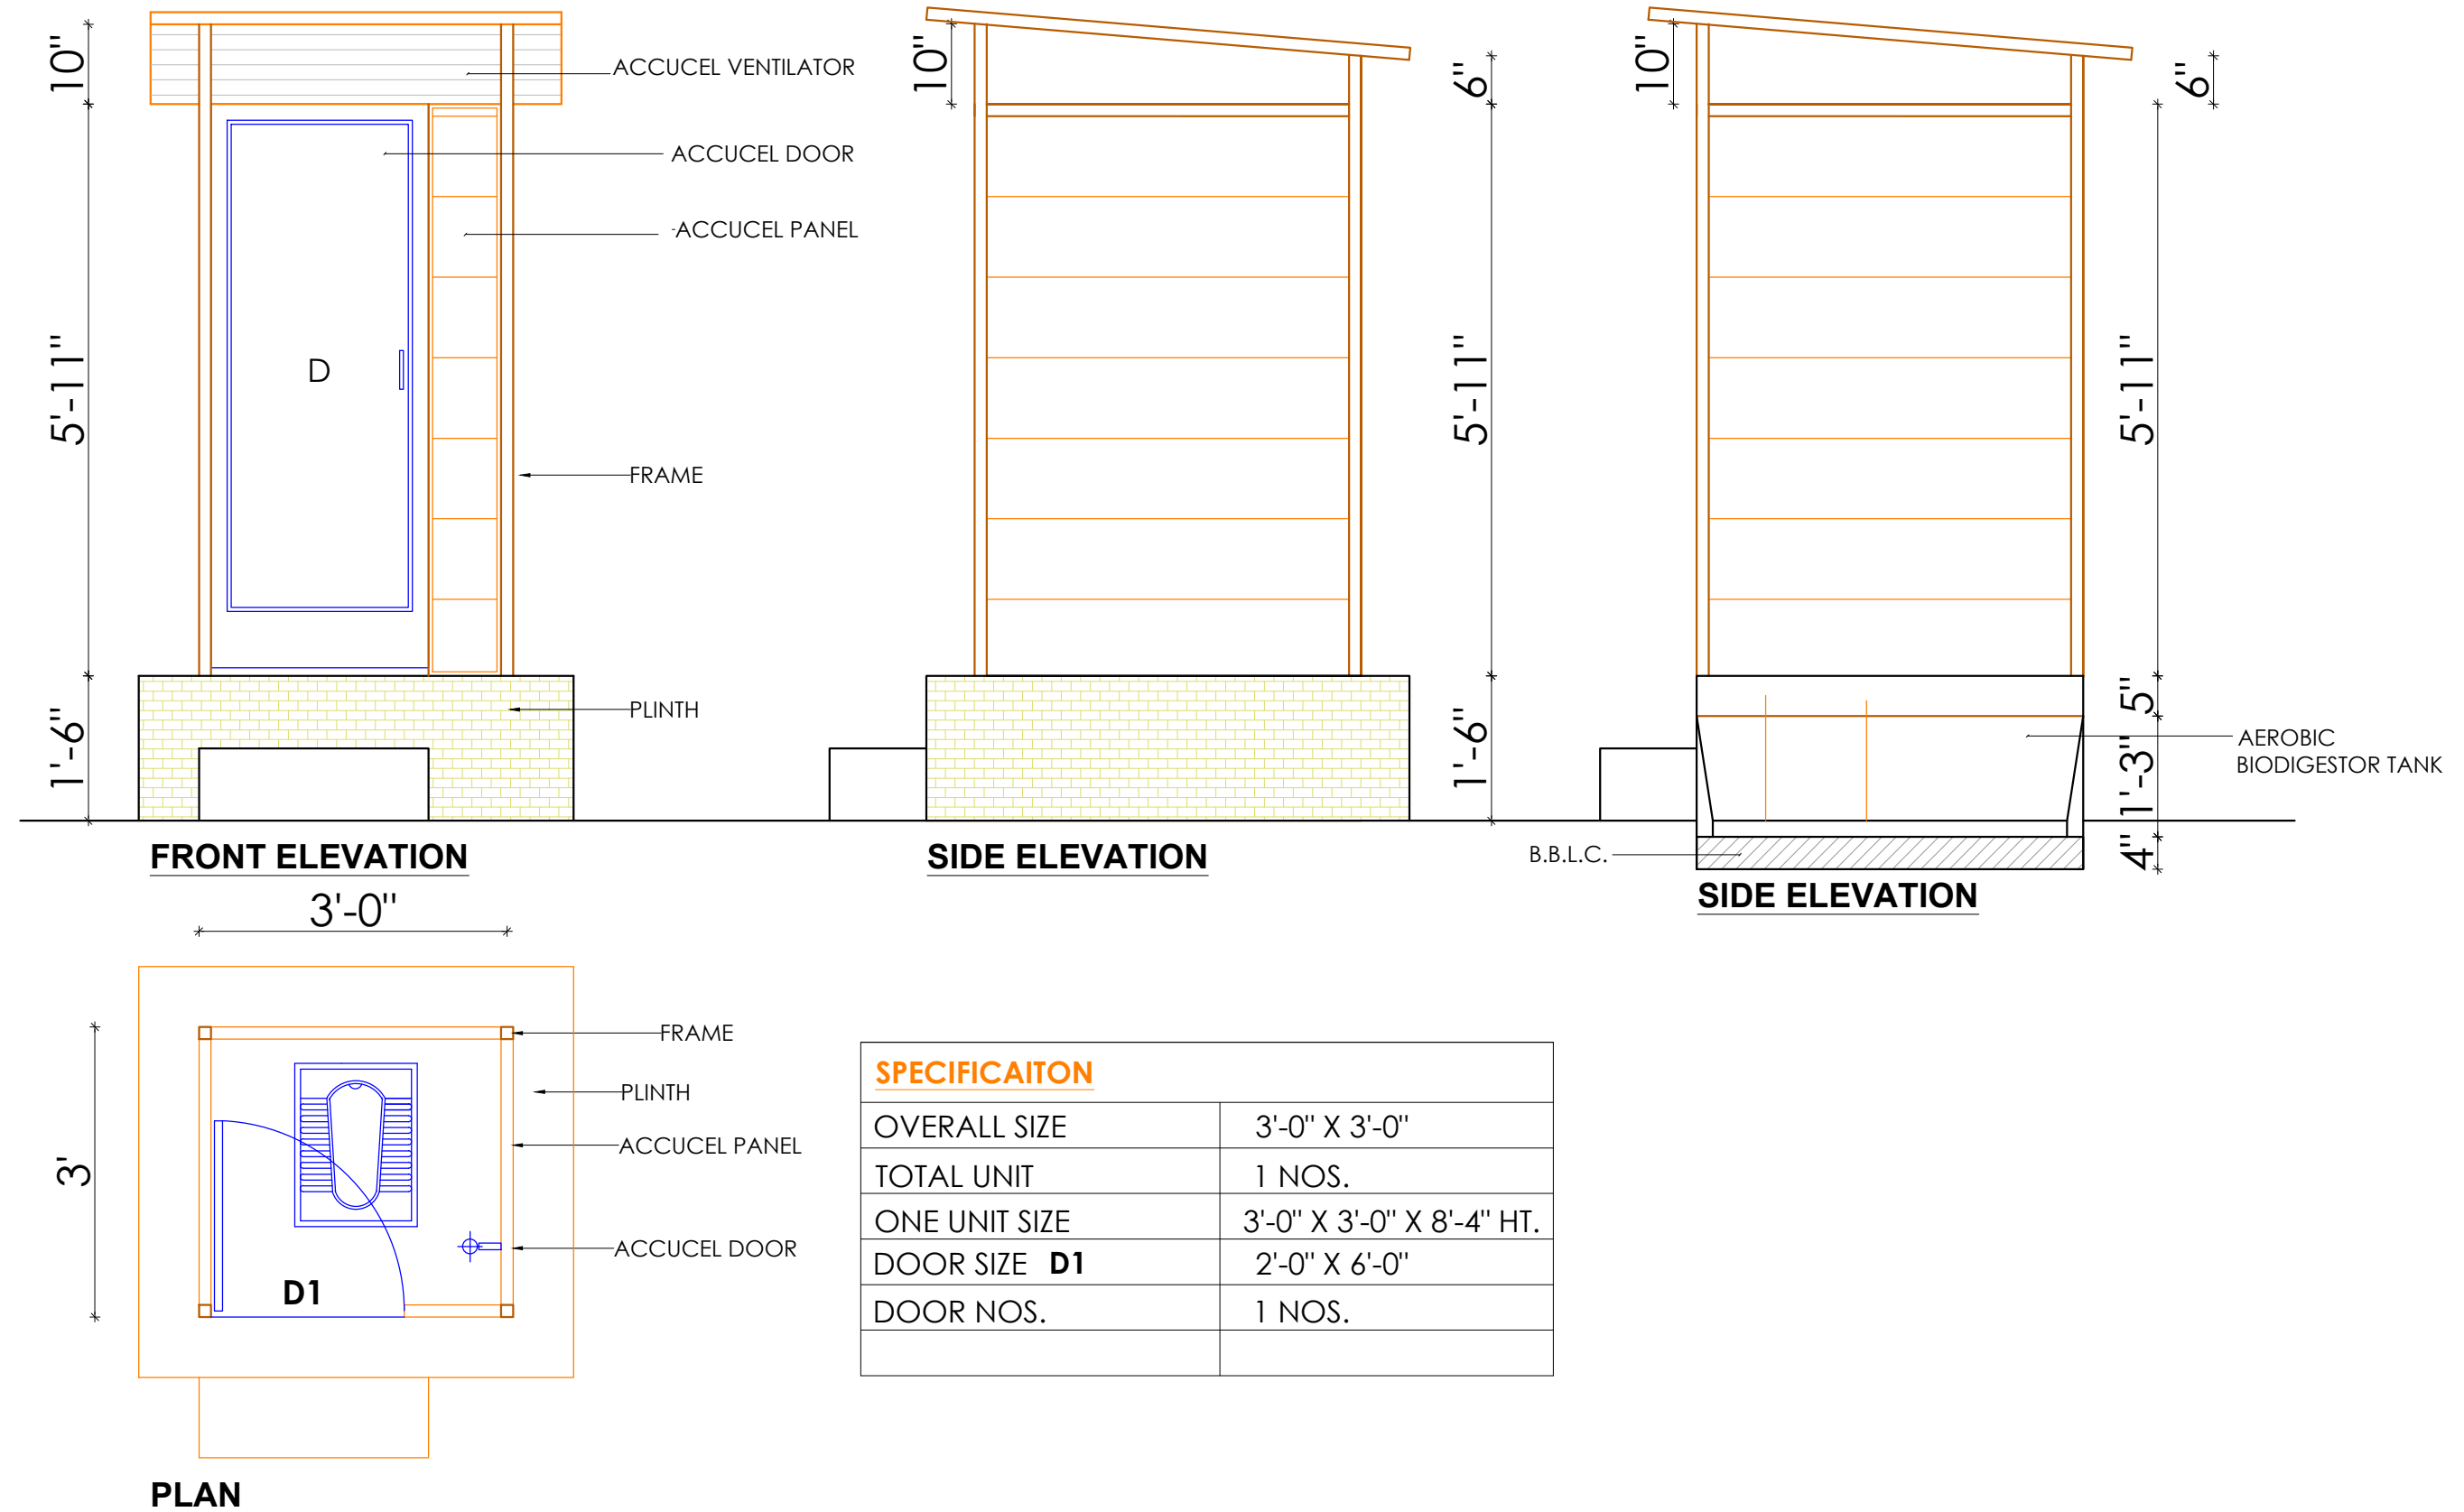 10"
ACCUCEL VENTILATOR
ACCUCEL DOOR
ACCUCEL PANEL
5'-11"
D
FRAME
1'-6"
PLINTH
FRONT ELEVATION
10"
6"
5'-11"
1'-6"
SIDE ELEVATION
10"
6"
5'-11"
5"
1'-3"
4"
AEROBIC
BIODIGESTOR TANK
B.B.L.C.
SIDE ELEVATION
3'-0"
3'
FRAME
PLINTH
ACCUCEL PANEL
ACCUCEL DOOR
D1
PLAN
SPECIFICAITON
OVERALL SIZE 3'-0" X 3'-0"
TOTAL UNIT 1 NOS.
ONE UNIT SIZE 3'-0" X 3'-0" X 8'-4" HT.
DOOR SIZE D1 2'-0" X 6'-0"
DOOR NOS. 1 NOS.